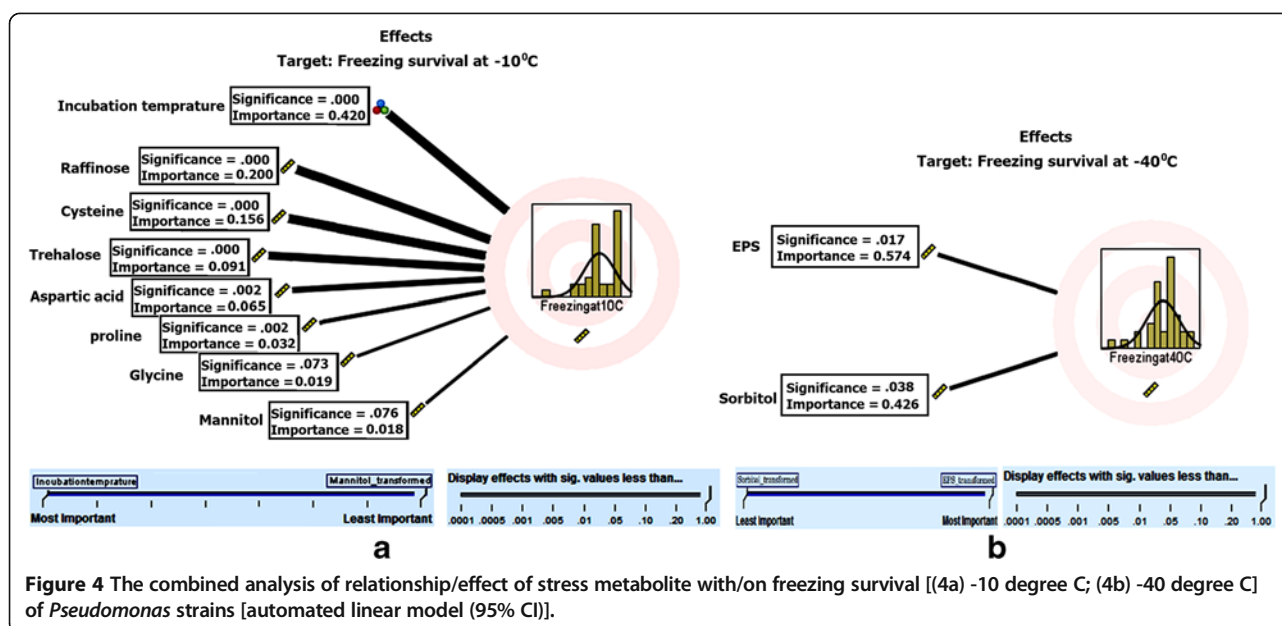 Effects
Target: Freezing survival at -10⁰C
Incubation temprature
Significance = .000
Importance = 0.420
Raffinose
Significance = .000
Importance = 0.200
Cysteine
Significance = .000
Importance = 0.156
Trehalose
Significance = .000
Importance = 0.091
Aspartic acid
Significance = .002
Importance = 0.065
proline
Significance = .002
Importance = 0.032
Glycine
Significance = .073
Importance = 0.019
Mannitol
Significance = .076
Importance = 0.018
Freezingat10C
Incubationtemprature
Mannitol_transformed
Most Important
Least Important
Display effects with sig. values less than...
.0001 .0005 .001 .005 .01 .05 .10 .20 1.00
a
Effects
Target: Freezing survival at -40⁰C
EPS
Significance = .017
Importance = 0.574
Sorbitol
Significance = .038
Importance = 0.426
Freezingat40C
Sorbitol_transformed
EPS_transformed
Least Important
Most Important
Display effects with sig. values less than...
.0001 .0005 .001 .005 .01 .05 .10 .20 1.00
b
Figure 4 The combined analysis of relationship/effect of stress metabolite with/on freezing survival [(4a) -10 degree C; (4b) -40 degree C]
of Pseudomonas strains [automated linear model (95% CI)].